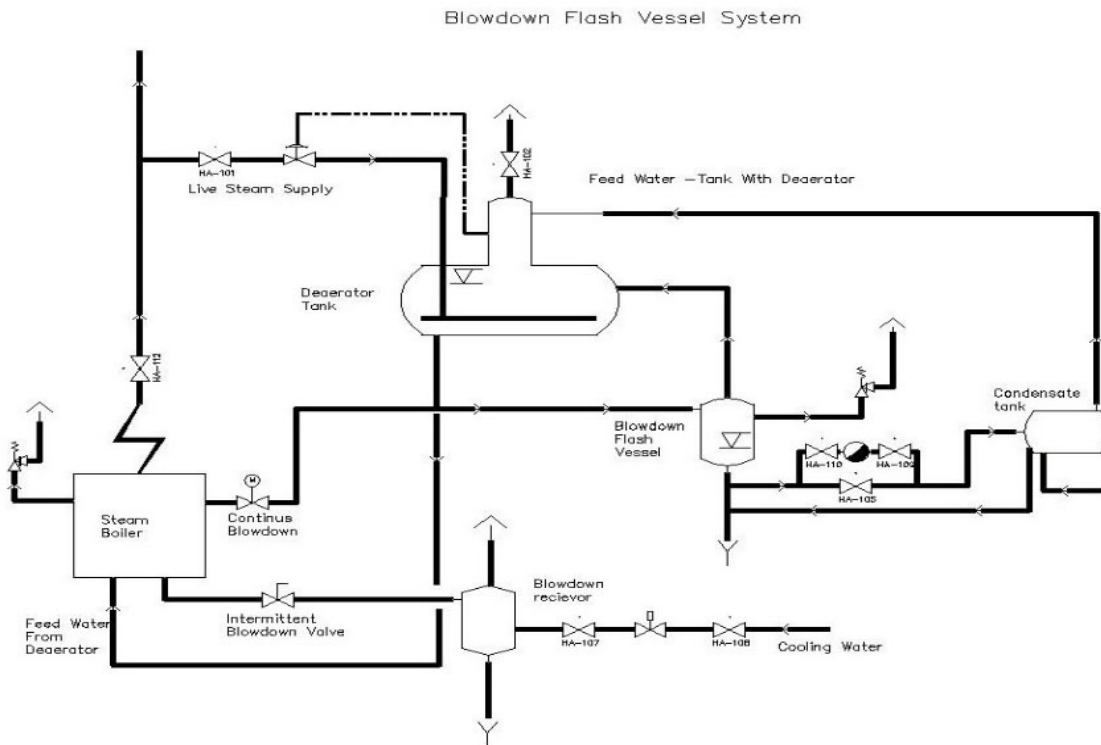 Blowdown Flash Vessel System
HA-101
Live Steam Supply
HA-102
Feed Water -Tank With Deaerator
Deaerator
Tank
HA-112
Condensate
tank
Blowdown
Flash
Vessel
HA-110
HA-109
HA-105
M
Continus
Blowdown
Steam
Boiler
Blowdown
recievor
Feed Water
From
Deaerator
Intermittent
Blowdown Valve
HA-107
HA-108
Cooling Water